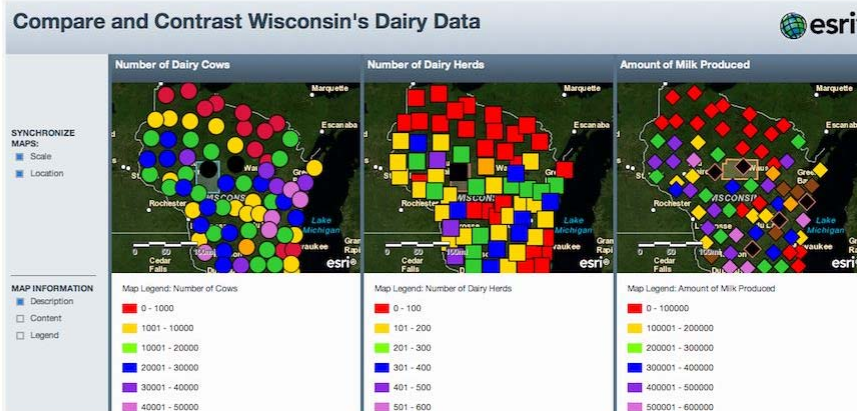 Compare and Contrast Wisconsin's Dairy Data
esri
SYNCHRONIZE
MAPS:
Scale
Location
MAP INFORMATION
Description
Content
Legend
Number of Dairy Cows
Marquette
Escanaba
Rochester
Lake
Michigan
Cedar
Falls
esri
Map Legend: Number of Cows
0 - 1000
1001 - 10000
10001 - 20000
20001 - 30000
30001 - 40000
40001 - 50000
Number of Dairy Herds
Marquette
Escanaba
Rochester
Lake
Michigan
Cedar
Falls
esri
Map Legend: Number of Dairy Herds
0 - 100
101 - 200
201 - 300
301 - 400
401 - 500
501 - 600
Amount of Milk Produced
Marquette
Escanaba
Rochester
Lake
Michigan
Cedar
Falls
esri
Map Legend: Amount of Milk Produced
0 - 100000
100001 - 200000
200001 - 300000
300001 - 400000
400001 - 500000
500001 - 600000